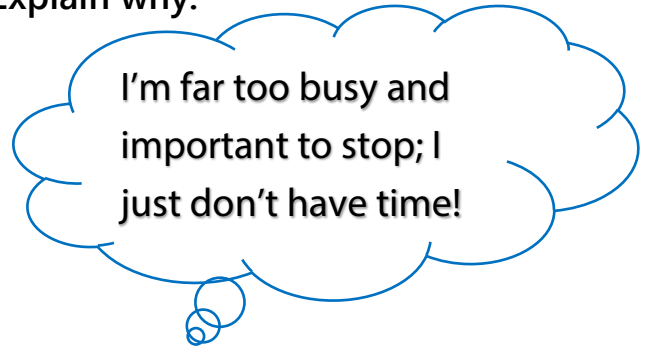 Explain why.
I’m far too busy and
important to stop; I
just don’t have time!